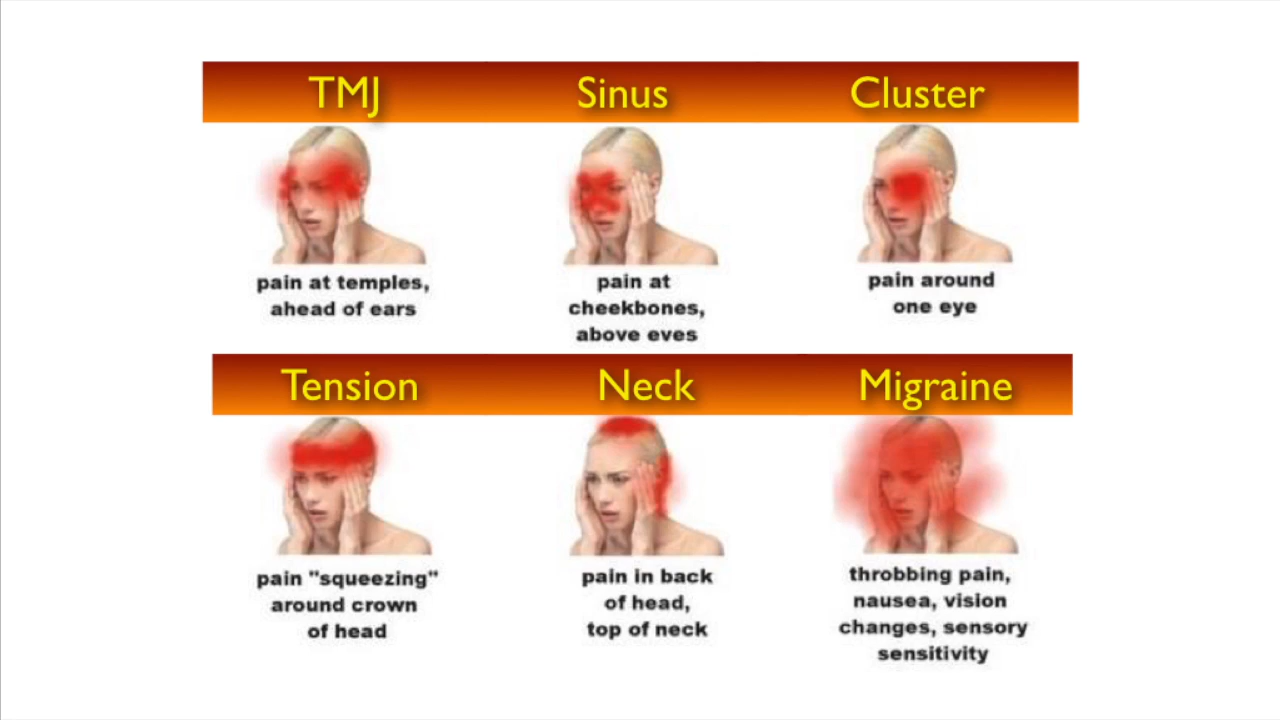 TMJ Sinus Cluster
pain at temples,
ahead of ears
pain at
cheekbones,
above eves
pain around
one eye
Tension Neck Migraine
pain "squeezing"
around crown
of head
pain in back
of head,
top of neck
throbbing pain,
nausea, vision
changes, sensory
sensitivity